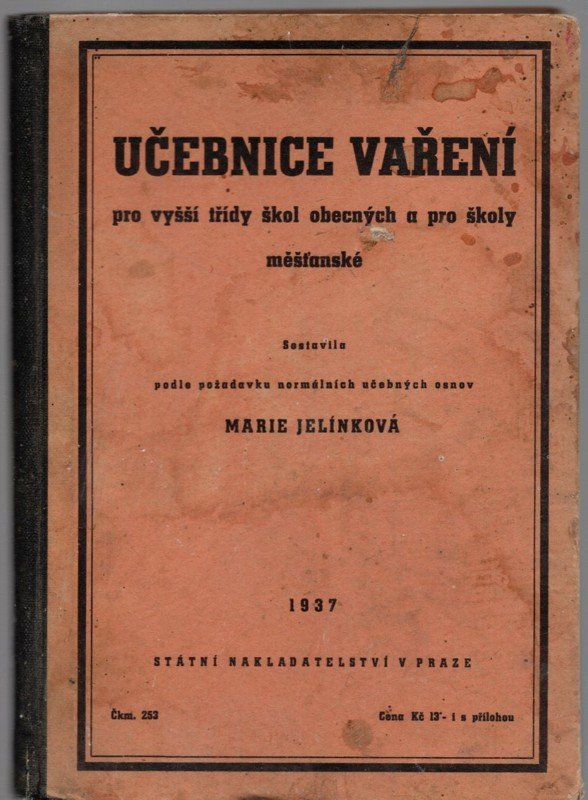 UČEBNICE VAŘENÍ
pro vyšší třídy škol obecných a pro školy
měšťanské
Sestavila
podle požadavku normálních učebných osnov
MARIE JELÍNKOVÁ
1937
STÁTNÍ NAKLADATELSTVÍ V PRAZE
Čkm. 253
Cena Kč 13·- i s přílohou